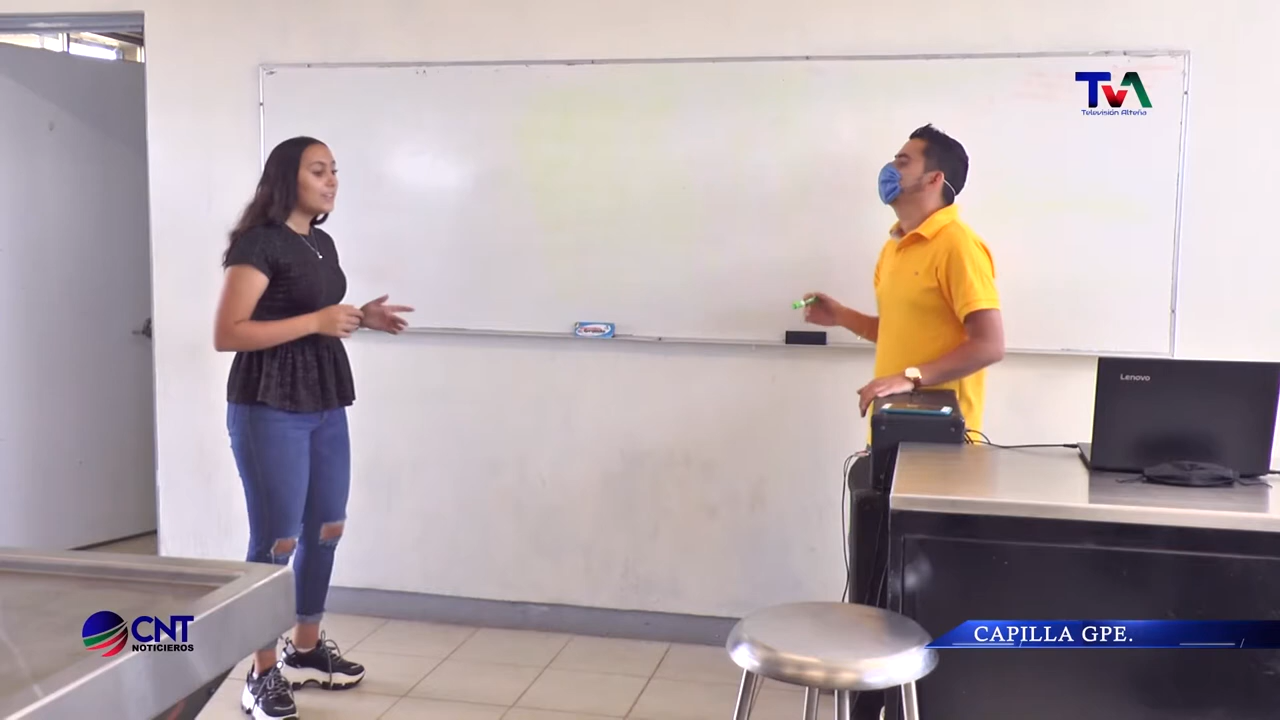 TVA
Televisión Alteña
Lenovo
CNT
NOTICIEROS
CAPILLA GPE.